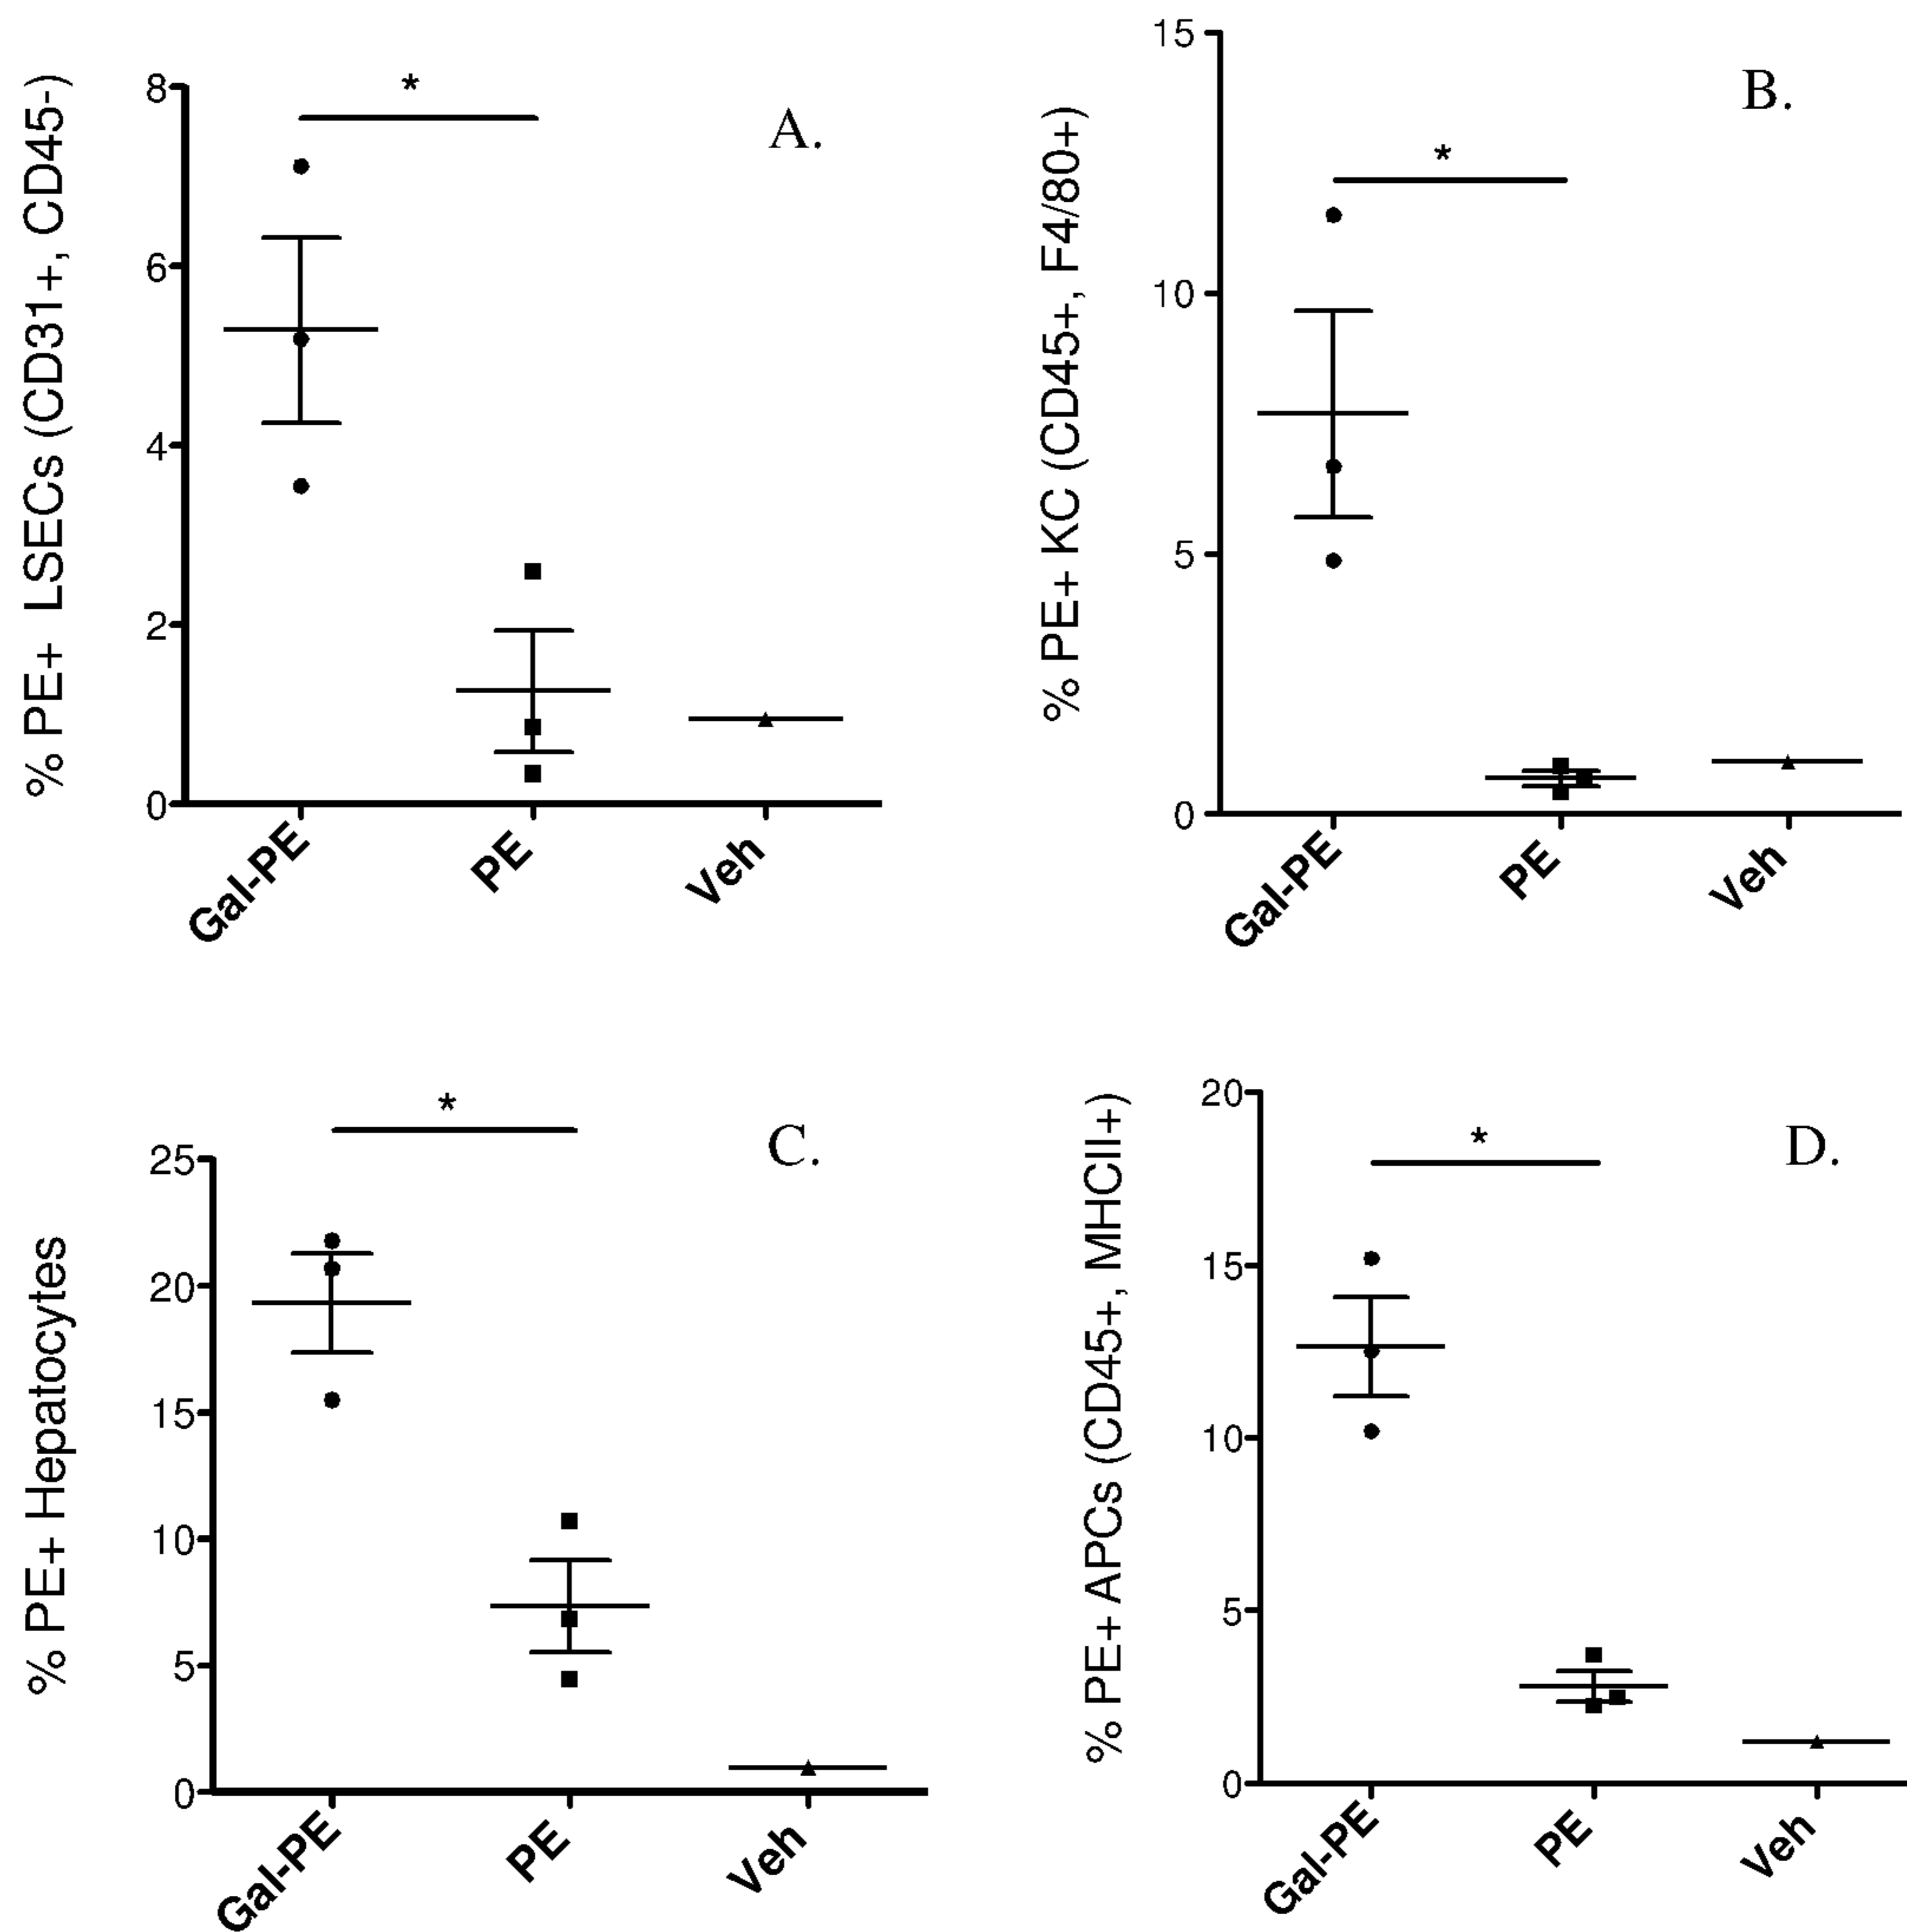 A.
*
% PE+ LSECs (CD31+, CD45-)
8
6
4
2
0
Gal-PE
PE
Veh
B.
*
% PE+ KC (CD45+, F4/80+)
15
10
5
0
Gal-PE
PE
Veh
C.
*
% PE+ Hepatocytes
25
20
15
10
5
0
Gal-PE
PE
Veh
D.
*
% PE+ APCs (CD45+, MHCII+)
20
15
10
5
0
Gal-PE
PE
Veh